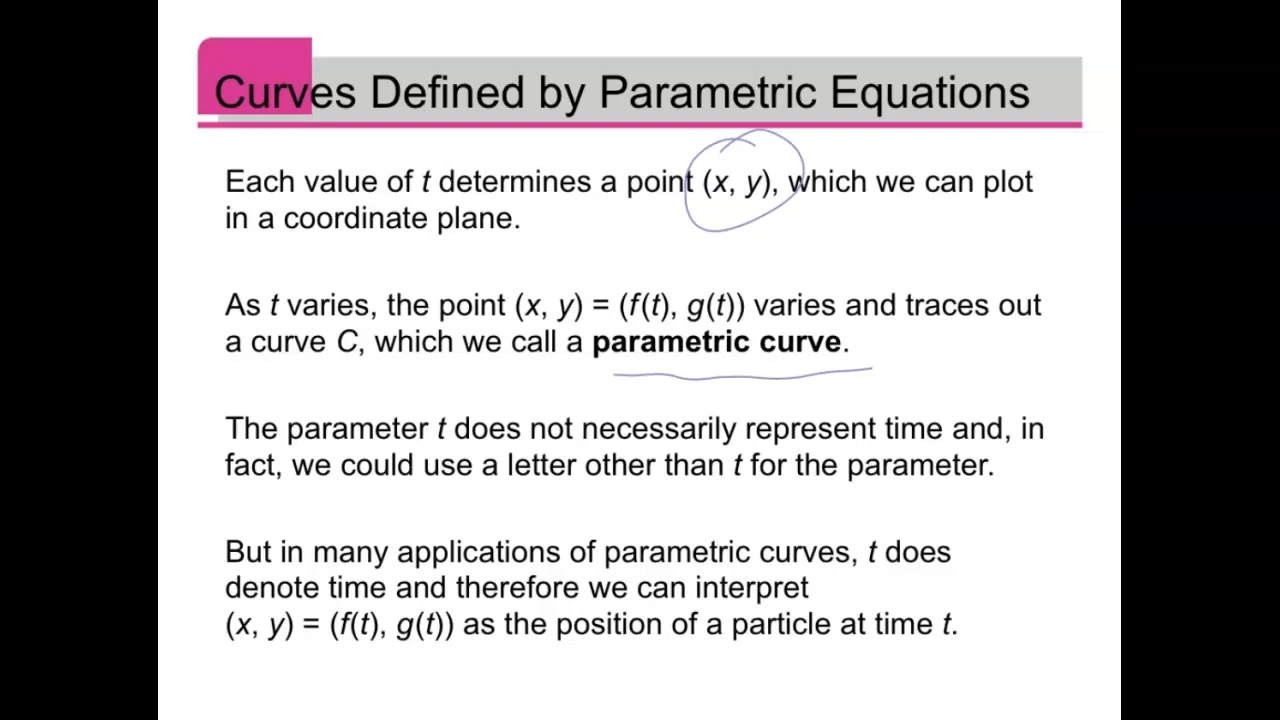 Curves Defined by Parametric Equations
Each value of t determines a point (x, y), which we can plot
in a coordinate plane.
As t varies, the point (x, y) = (f(t), g(t)) varies and traces out
a curve C, which we call a parametric curve.
The parameter t does not necessarily represent time and, in
fact, we could use a letter other than t for the parameter.
But in many applications of parametric curves, t does
denote time and therefore we can interpret
(x, y) = (f(t), g(t)) as the position of a particle at time t.